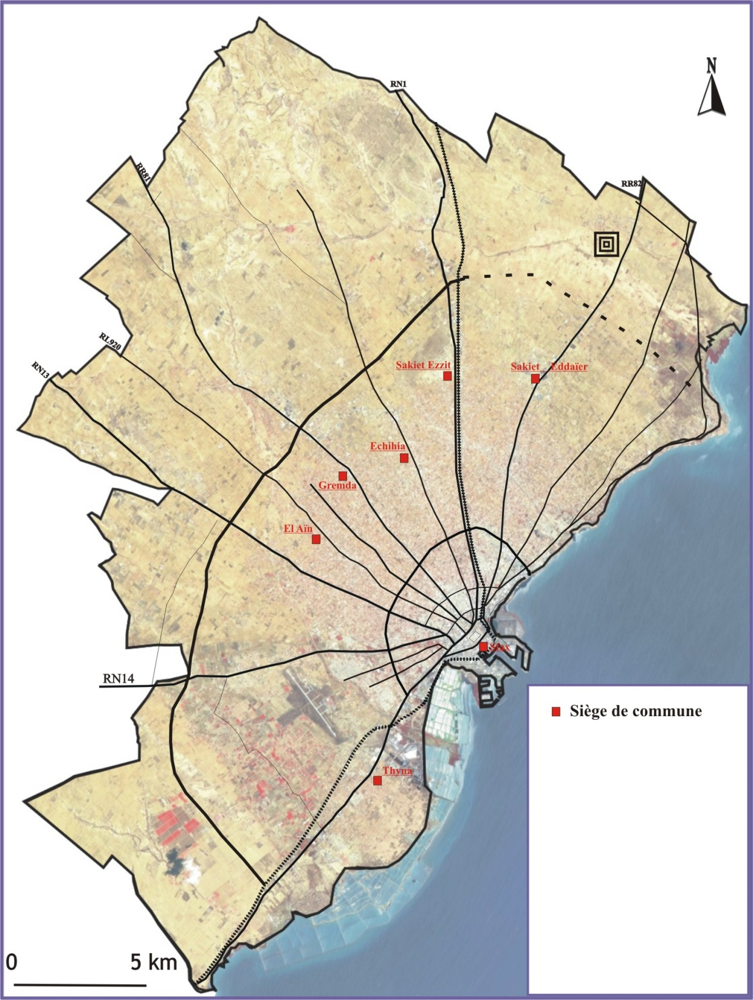 RN1
N
RR81
RR82
RL920
RN13
Sakiet Ezzit
Sakiet Eddaïer
Echihia
Gremda
El Aïn
Sfax
RN14
Siège de commune
Thyna
0 5 km